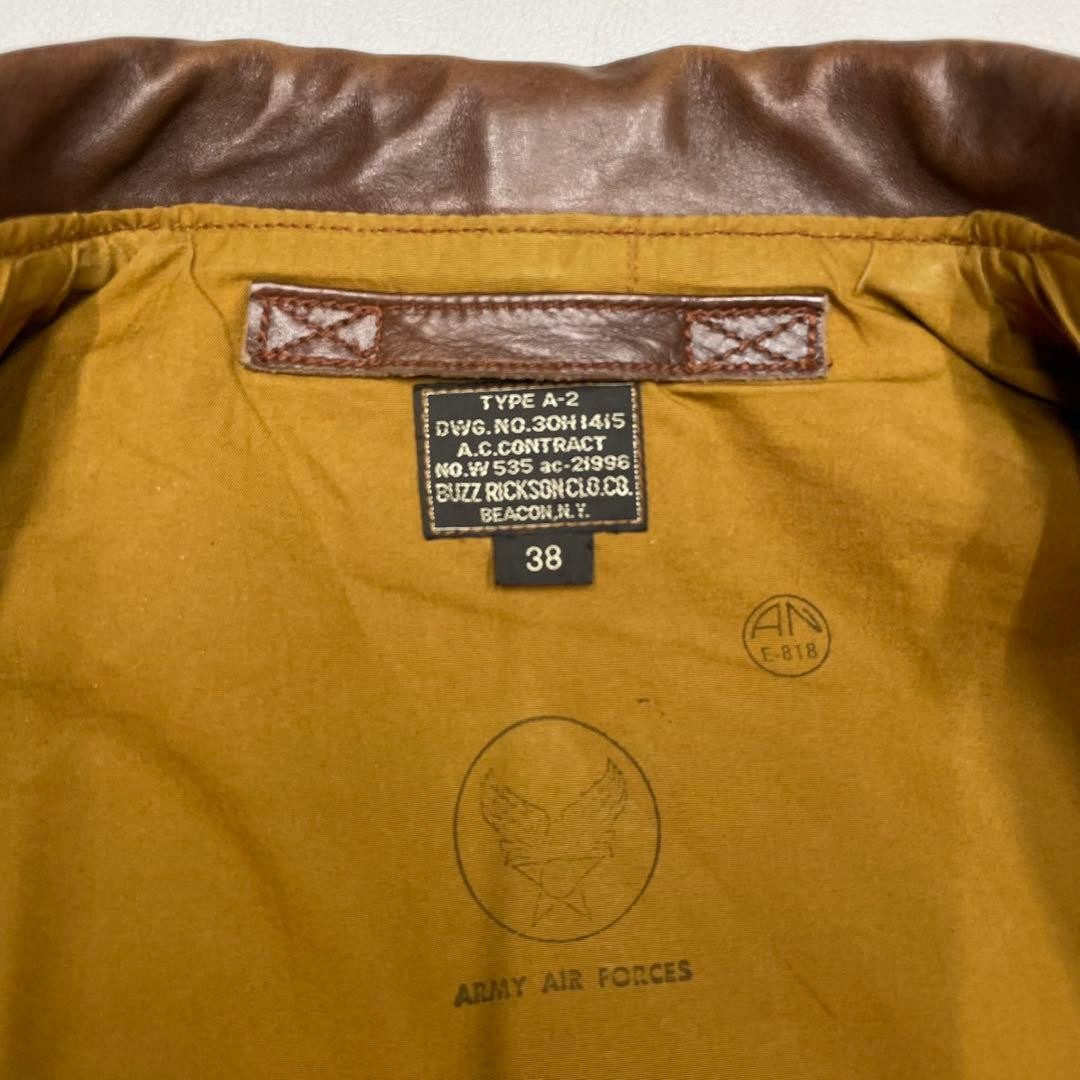 TYPE A-2
DWG. NO. 30H1415
A.C. CONTRACT
NO. W 535 ac-21996
BUZZ RICKSON CLO. CO.
BEACON, N.Y.
38
AN
E-818
ARMY AIR FORCES